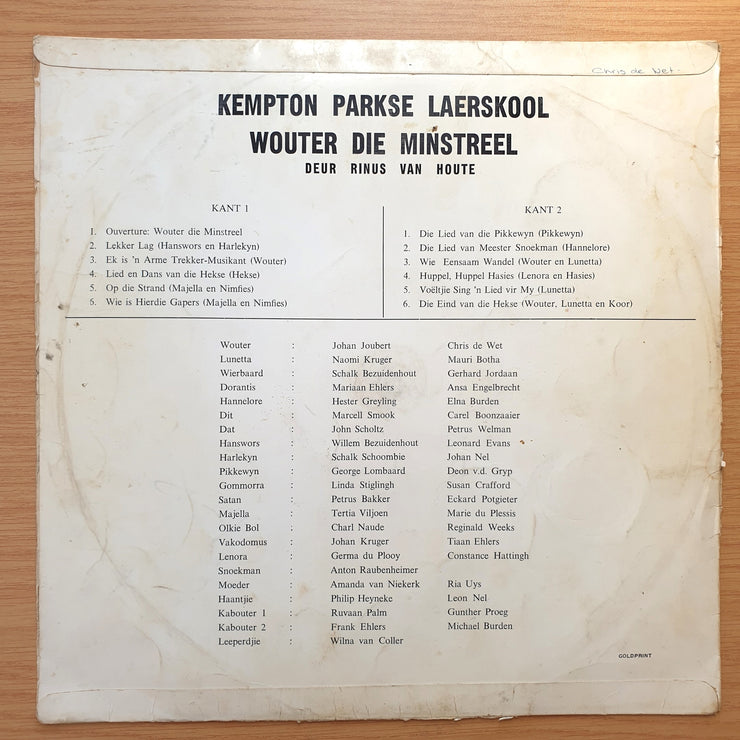 Chris de Wet.
KEMPTON PARKSE LAERSKOOL
WOUTER DIE MINSTREEL
DEUR RINUS VAN HOUTE
KANT 1
1. Ouverture: Wouter die Minstreel
2. Lekker Lag (Hanswors en Harlekyn)
3. Ek is 'n Arme Trekker-Musikant (Wouter)
4. Lied en Dans van die Hekse (Hekse)
5. Op die Strand (Majella en Nimfies)
6. Wie is Hierdie Gapers (Majella en Nimfies)
KANT 2
1. Die Lied van die Pikkewyn (Pikkewyn)
2. Die Lied van Meester Snoekman (Hannelore)
3. Wie Eensaam Wandel (Wouter en Lunetta)
4. Huppel, Huppel Hasies (Lenora en Hasies)
5. Voëltjie Sing 'n Lied vir My (Lunetta)
6. Die Eind van die Hekse (Wouter, Lunetta en Koor)
Wouter : Johan Joubert Chris de Wet
Lunetta : Naomi Kruger Mauri Botha
Wierbaard : Schalk Bezuidenhout Gerhard Jordaan
Dorantis : Mariaan Ehlers Ansa Engelbrecht
Hannelore : Hester Greyling Elna Burden
Dit : Marcell Smook Carel Boonzaaier
Dat : John Scholtz Petrus Welman
Hanswors : Willem Bezuidenhout Leonard Evans
Harlekyn : Schalk Schoombie Johan Nel
Pikkewyn : George Lombaard Deon v.d. Gryp
Gommorra : Linda Stiglingh Susan Crafford
Satan : Petrus Bakker Eckard Potgieter
Majella : Tertia Viljoen Marie du Plessis
Olkie Bol : Charl Naude Reginald Weeks
Vakodomus : Johan Kruger Tiaan Ehlers
Lenora : Germa du Plooy Constance Hattingh
Snoekman : Anton Raubenheimer
Moeder : Amanda van Niekerk Ria Uys
Haantjie : Philip Heyneke Leon Nel
Kabouter 1 : Ruvaan Palm Gunther Proeg
Kabouter 2 : Frank Ehlers Michael Burden
Leeperdjie : Wilna van Coller
GOLDPRINT